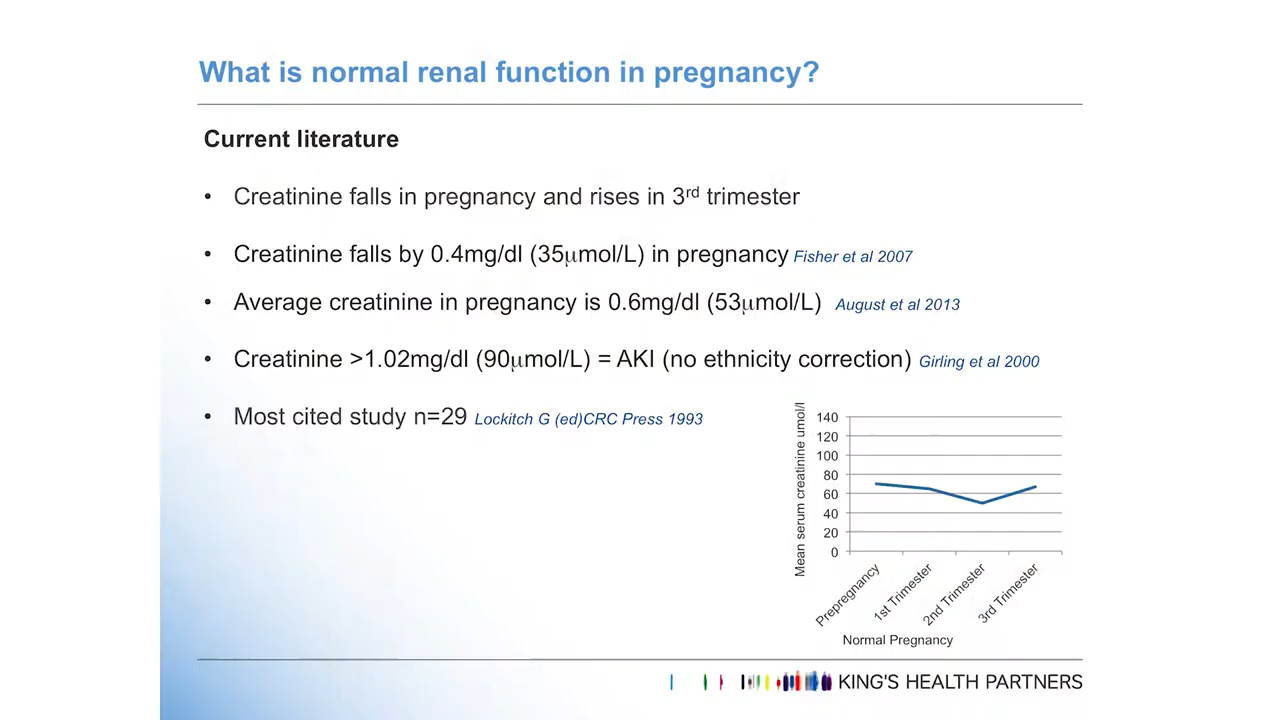 What is normal renal function in pregnancy?
Current literature
• Creatinine falls in pregnancy and rises in 3rd trimester
• Creatinine falls by 0.4mg/dl (35μmol/L) in pregnancy Fisher et al 2007
• Average creatinine in pregnancy is 0.6mg/dl (53μmol/L) August et al 2013
• Creatinine >1.02mg/dl (90μmol/L) = AKI (no ethnicity correction) Girling et al 2000
• Most cited study n=29 Lockitch G (ed)CRC Press 1993
Mean serum creatinine umol/l
140
120
100
80
60
40
20
0
Prepregnancy
1st Trimester
2nd Trimester
3rd Trimester
Normal Pregnancy
KING'S HEALTH PARTNERS